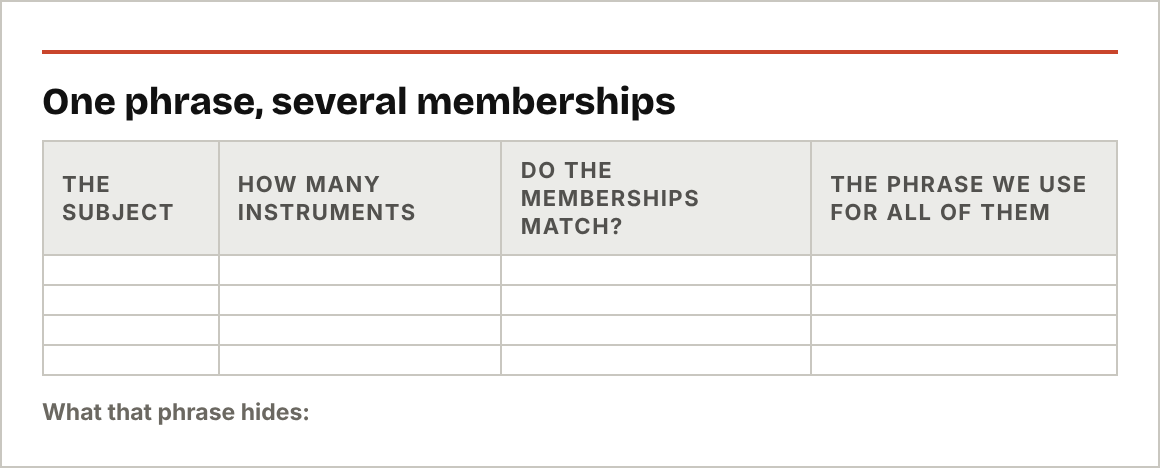 One phrase, several memberships
THE
SUBJECT
HOW MANY
INSTRUMENTS
DO THE
MEMBERSHIPS
MATCH?
THE PHRASE WE USE
FOR ALL OF THEM
What that phrase hides: